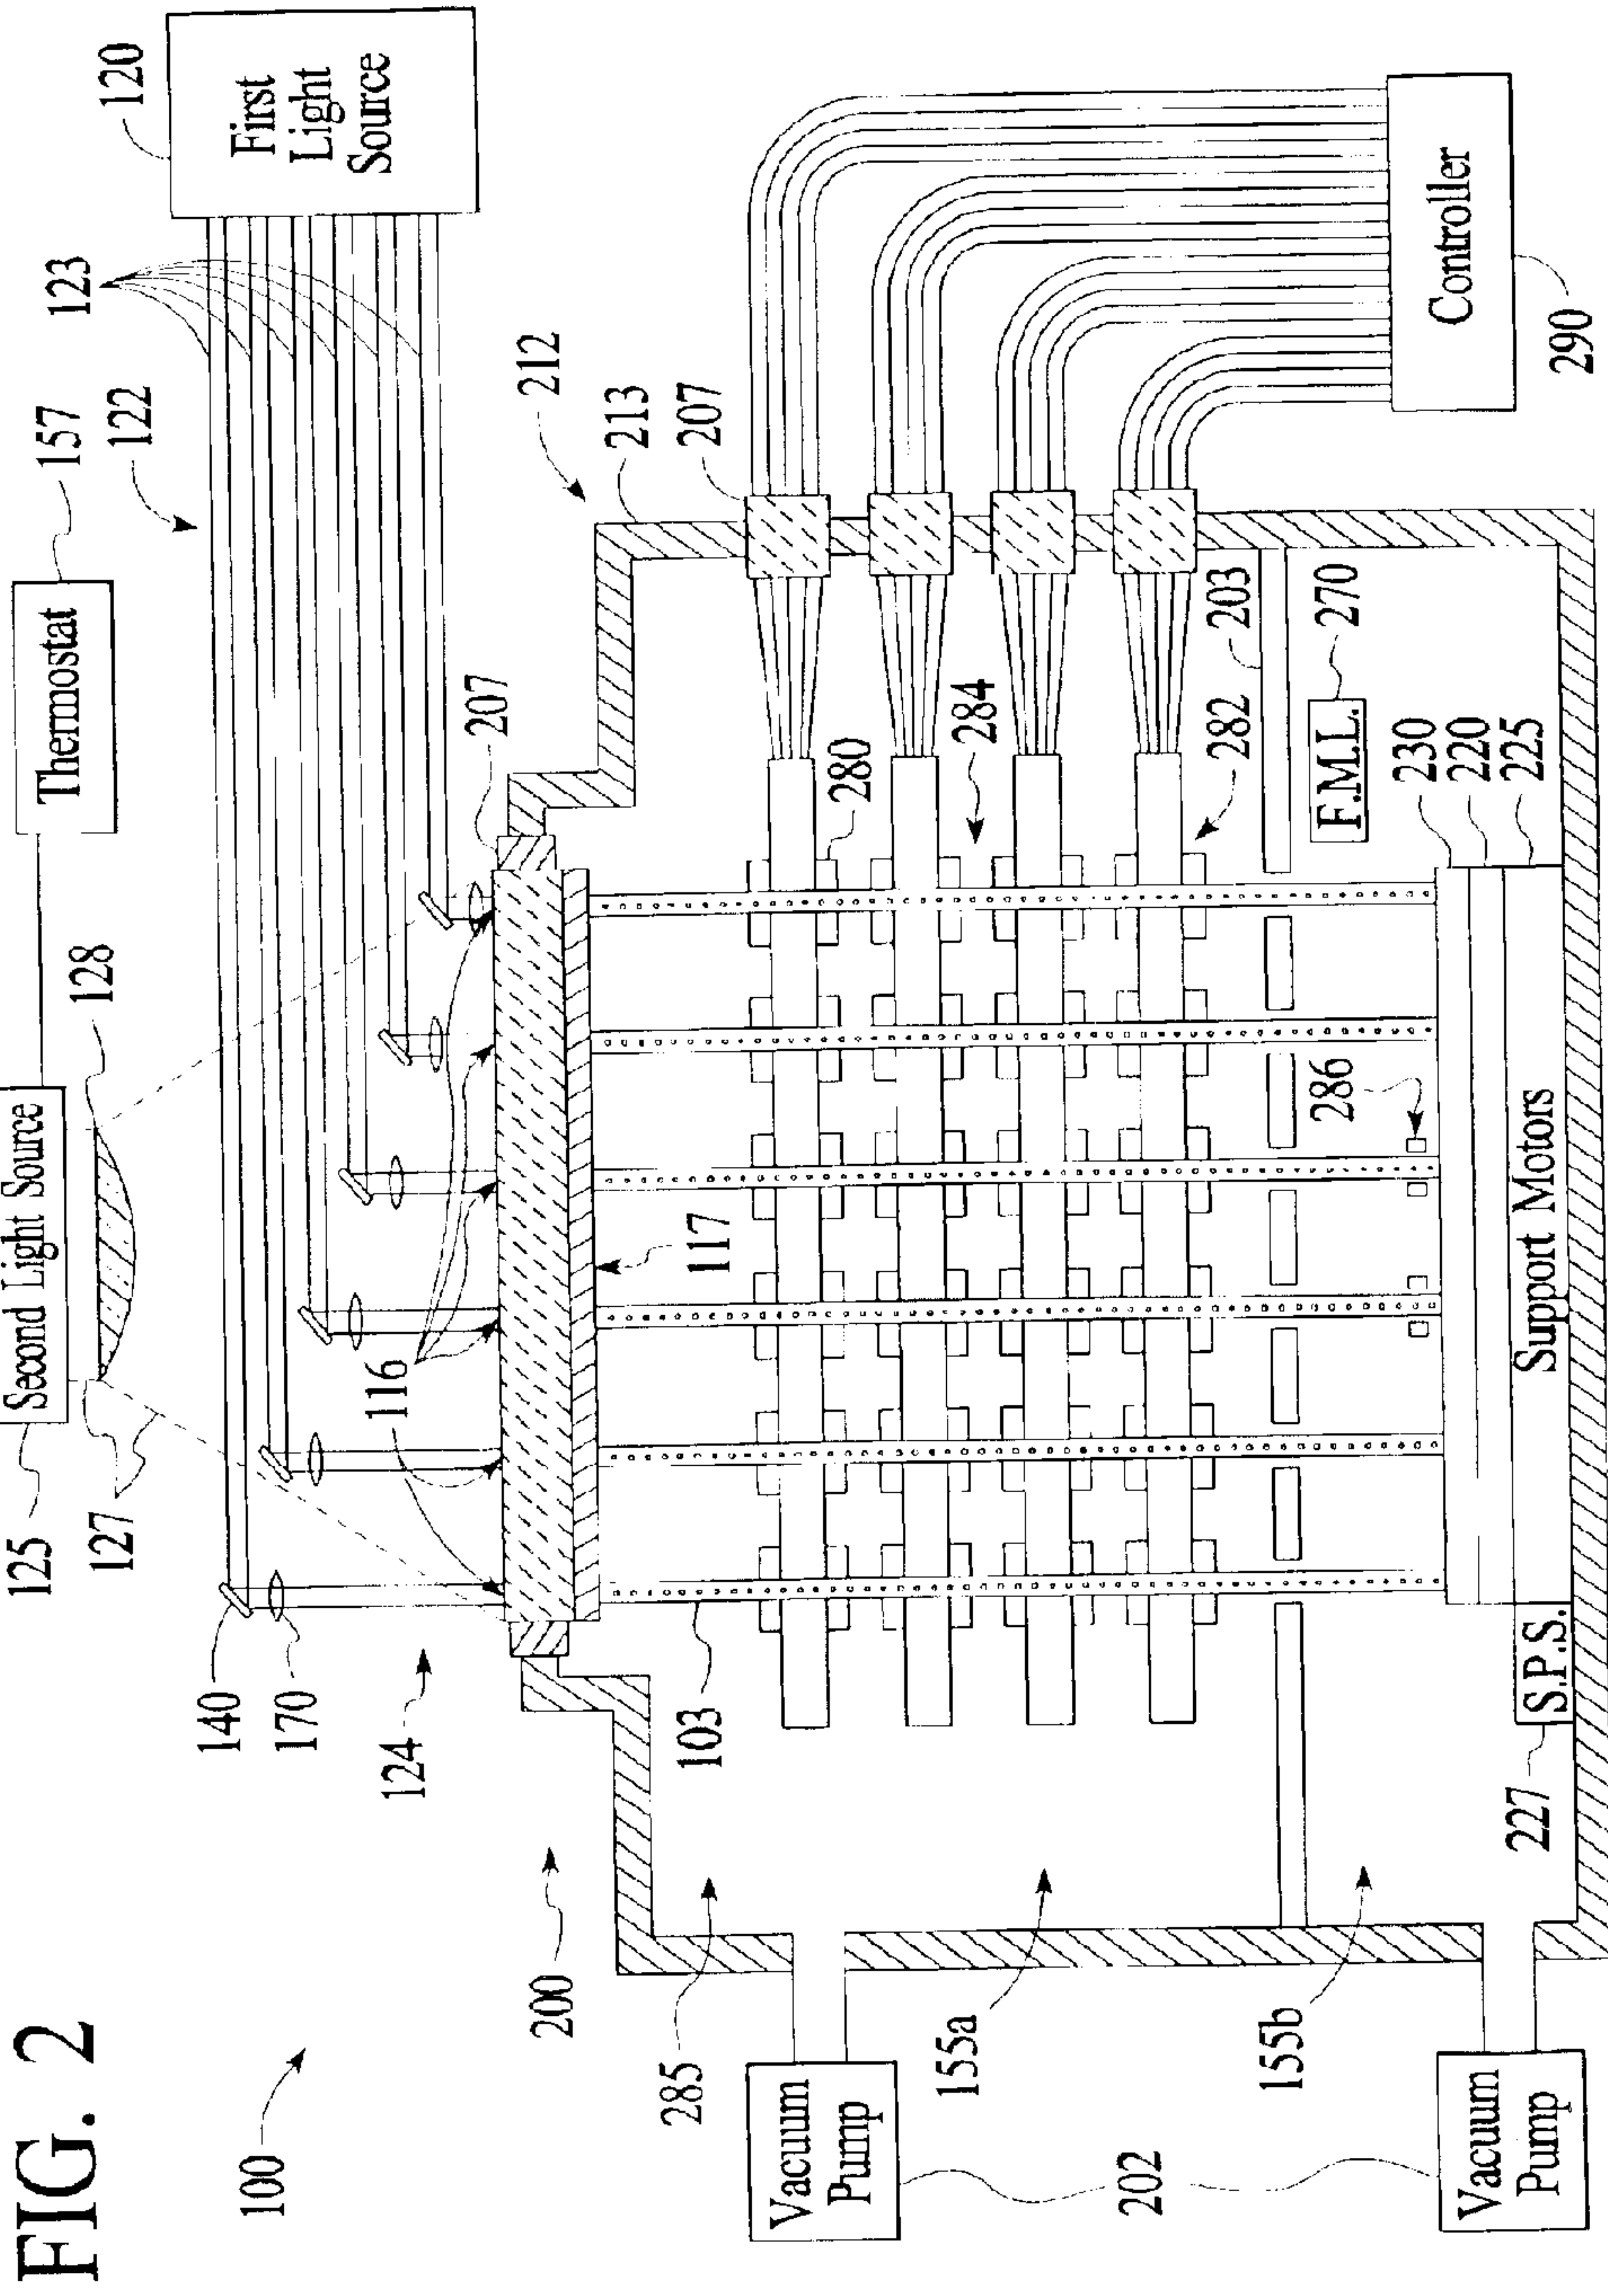 FIG. 2
100
125
Second Light Source
Thermostat
157
127
128
122
123
120
First
Light
Source
140
170
124
116
207
212
213
207
200
117
103
280
284
282
203
285
155a
155b
286
F.M.L.
270
230
220
225
Vacuum
Pump
202
Vacuum
Pump
227
S.P.S.
Support Motors
Controller
290